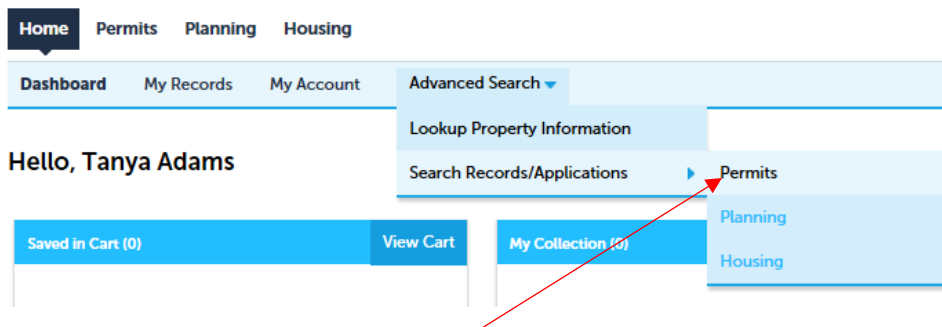 Home Permits Planning Housing
Dashboard My Records My Account Advanced Search
Lookup Property Information
Hello, Tanya Adams
Search Records/Applications
Permits
Planning
Housing
Saved in Cart (0) View Cart
My Collection (0)